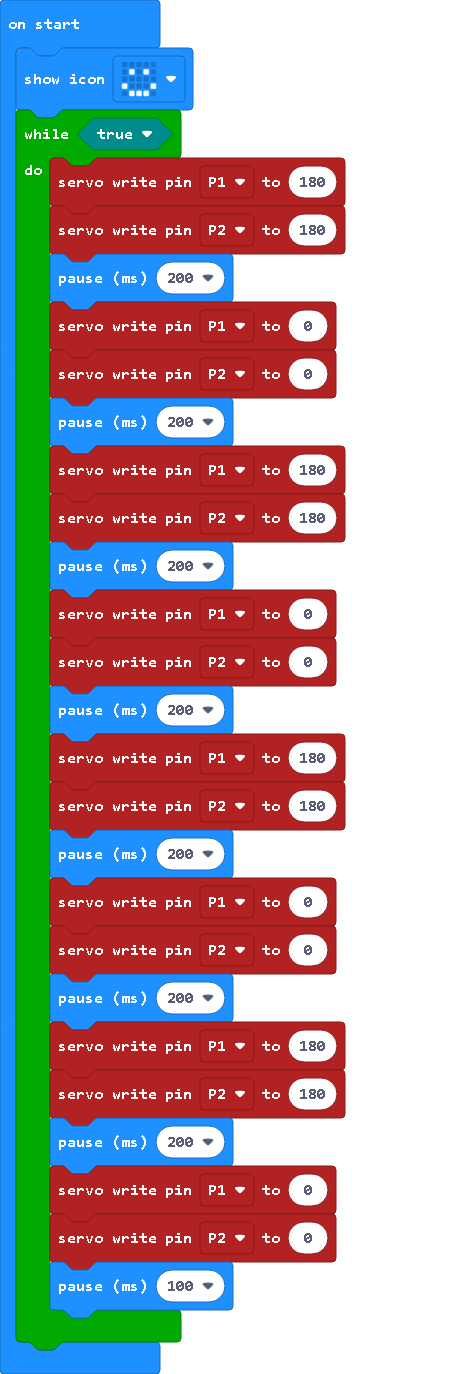 on start
show icon
while true
do
servo write pin P1 to 180
servo write pin P2 to 180
pause (ms) 200
servo write pin P1 to 0
servo write pin P2 to 0
pause (ms) 200
servo write pin P1 to 180
servo write pin P2 to 180
pause (ms) 200
servo write pin P1 to 0
servo write pin P2 to 0
pause (ms) 200
servo write pin P1 to 180
servo write pin P2 to 180
pause (ms) 200
servo write pin P1 to 0
servo write pin P2 to 0
pause (ms) 200
servo write pin P1 to 180
servo write pin P2 to 180
pause (ms) 200
servo write pin P1 to 0
servo write pin P2 to 0
pause (ms) 100